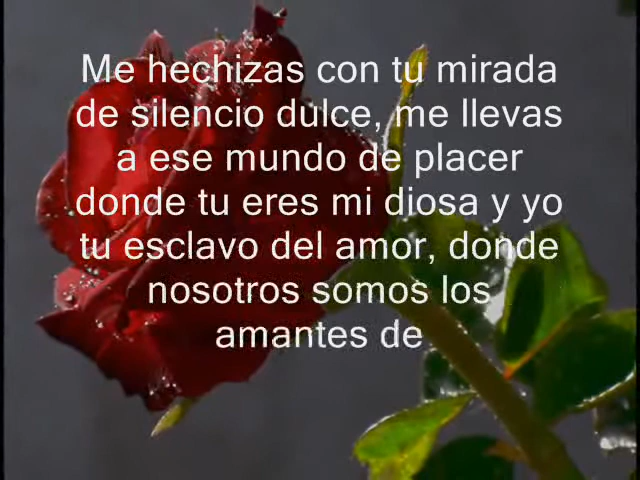 Me hechizas con tu mirada
de silencio dulce, me llevas
a ese mundo de placer
donde tu eres mi diosa y yo
tu esclavo del amor, donde
nosotros somos los
amantes de